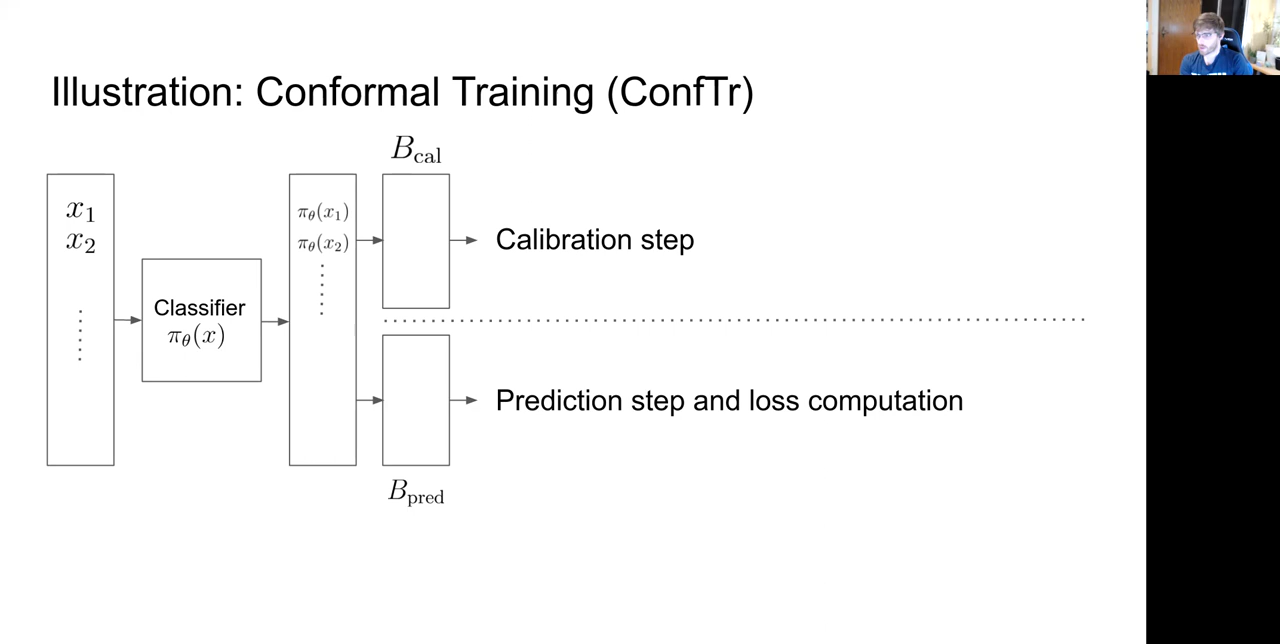 Illustration: Conformal Training (ConfTr)
B_cal
x_1
x_2
Classifier
π_θ(x)
π_θ(x_1)
π_θ(x_2)
Calibration step
Prediction step and loss computation
B_pred